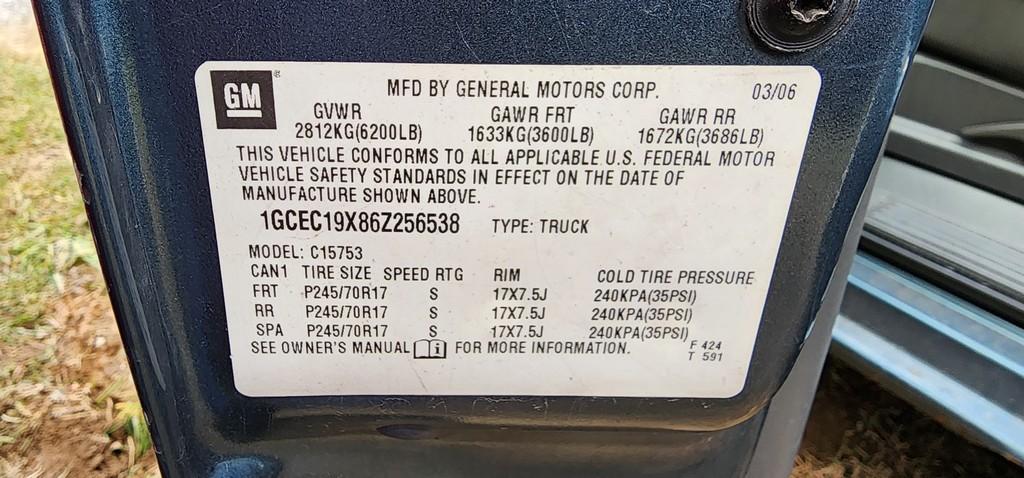 GM
MFD BY GENERAL MOTORS CORP. 03/06
GVWR GAWR FRT GAWR RR
2812KG(6200LB) 1633KG(3600LB) 1672KG(3686LB)
THIS VEHICLE CONFORMS TO ALL APPLICABLE U.S. FEDERAL MOTOR
VEHICLE SAFETY STANDARDS IN EFFECT ON THE DATE OF
MANUFACTURE SHOWN ABOVE.
1GCEC19X86Z256538 TYPE: TRUCK
MODEL: C15753
CAN1 TIRE SIZE SPEED RTG RIM COLD TIRE PRESSURE
FRT P245/70R17 S 17X7.5J 240KPA(35PSI)
RR P245/70R17 S 17X7.5J 240KPA(35PSI)
SPA P245/70R17 S 17X7.5J 240KPA(35PSI)
SEE OWNER'S MANUAL i FOR MORE INFORMATION. F 424
T 591